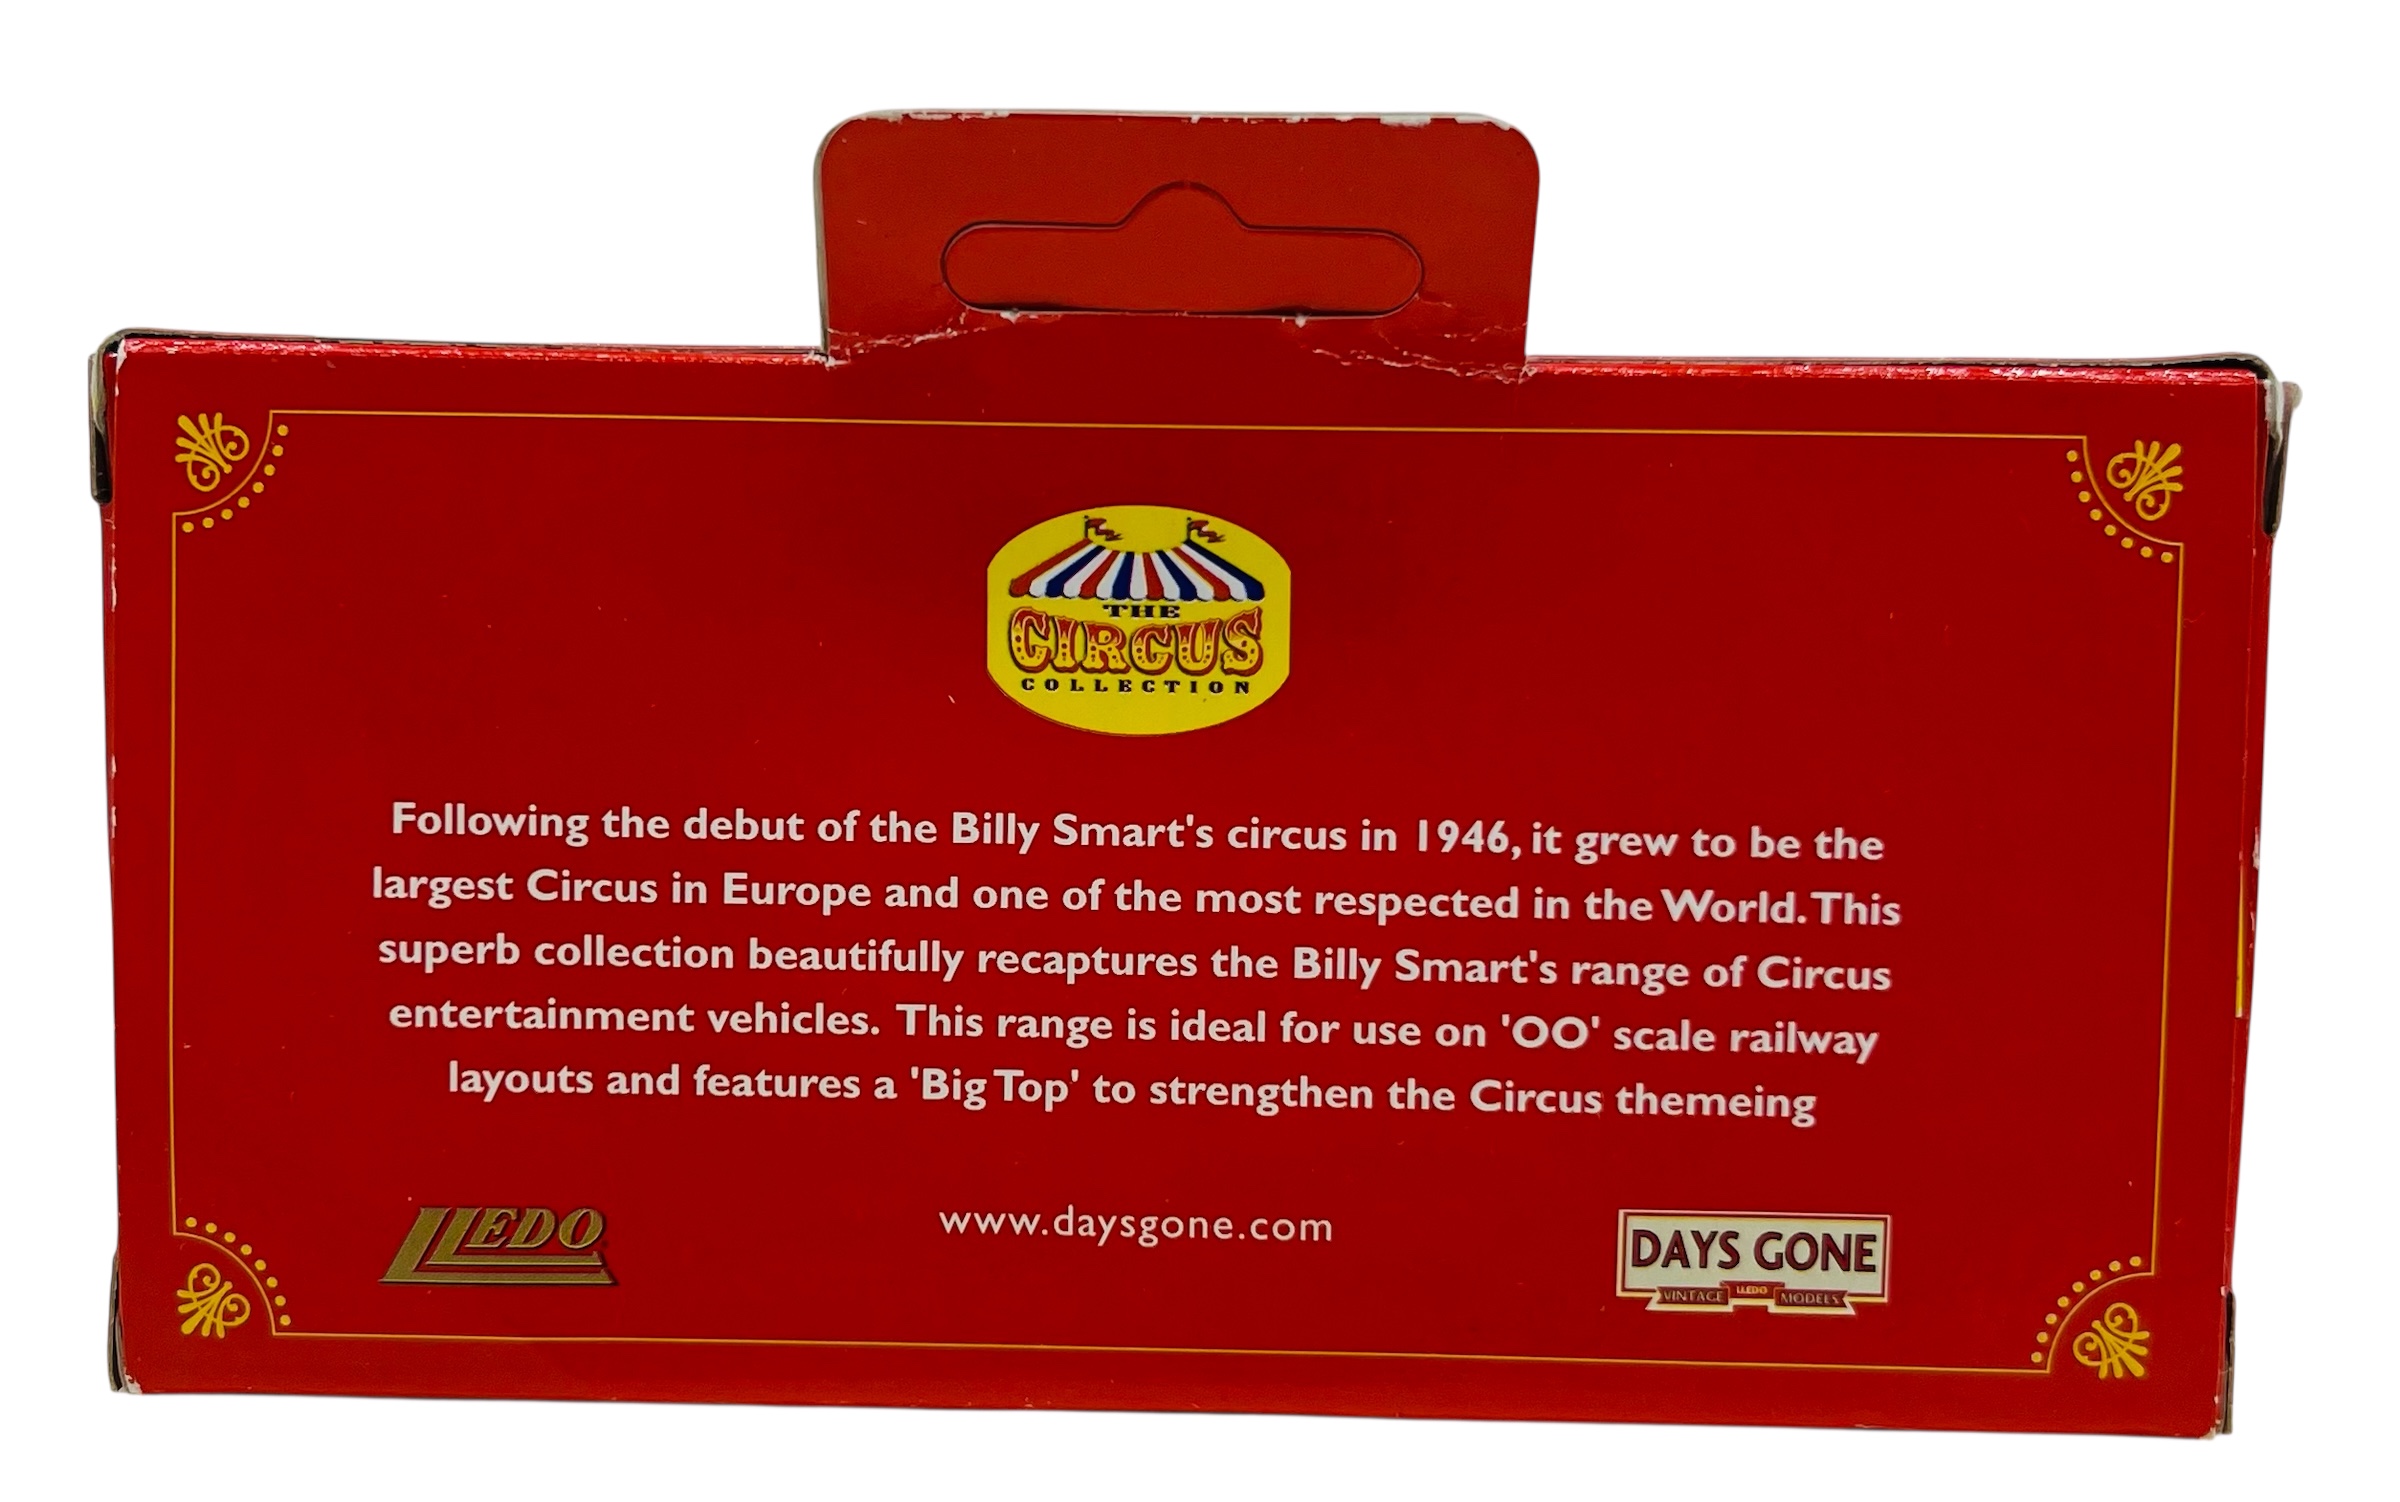 THE
CIRCUS
COLLECTION
Following the debut of the Billy Smart's circus in 1946, it grew to be the
largest Circus in Europe and one of the most respected in the World. This
superb collection beautifully recaptures the Billy Smart's range of Circus
entertainment vehicles. This range is ideal for use on 'OO' scale railway
layouts and features a 'Big Top' to strengthen the Circus themeing
LLEDO
www.daysgone.com
DAYS GONE
VINTAGE LLEDO MODELS